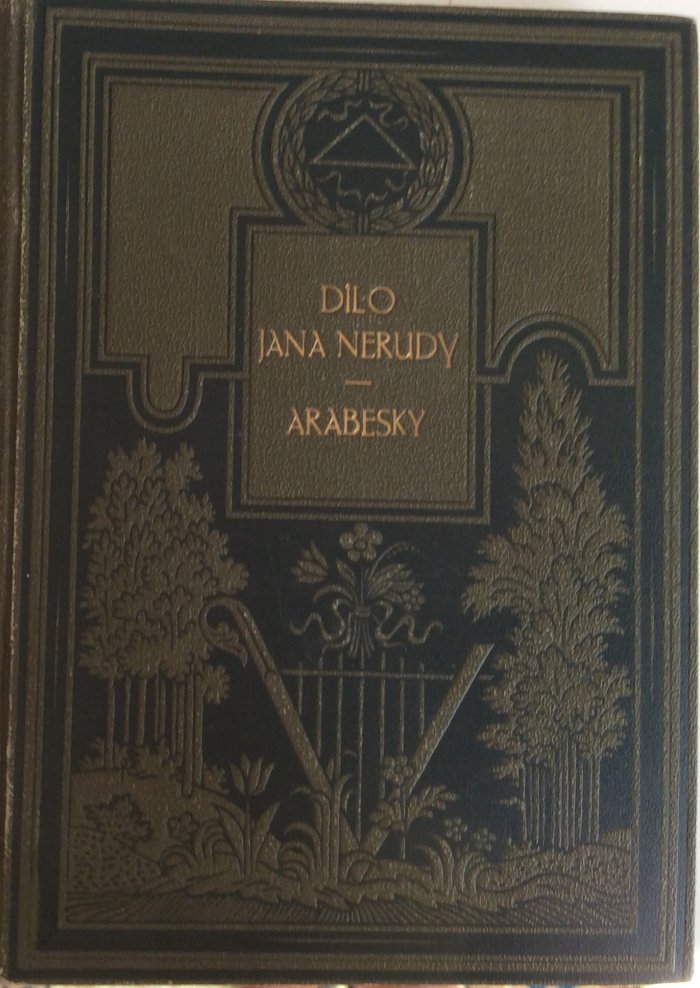 DÍLO
JANA NERUDY
—
ARABESKY